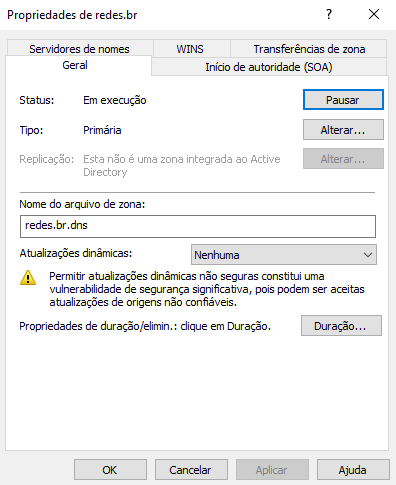 Propriedades de redes.br
?
Servidores de nomes
WINS
Transferências de zona
Geral
Início de autoridade (SOA)
Status:
Em execução
Pausar
Tipo:
Primária
Alterar...
Replicação:
Esta não é uma zona integrada ao Active
Directory
Alterar...
Nome do arquivo de zona:
redes.br.dns
Atualizações dinâmicas:
Nenhuma
Permitir atualizações dinâmicas não seguras constitui uma
vulnerabilidade de segurança significativa, pois podem ser aceitas
atualizações de origens não confiáveis.
Propriedades de duração/elimin.: clique em Duração.
Duração...
OK
Cancelar
Aplicar
Ajuda